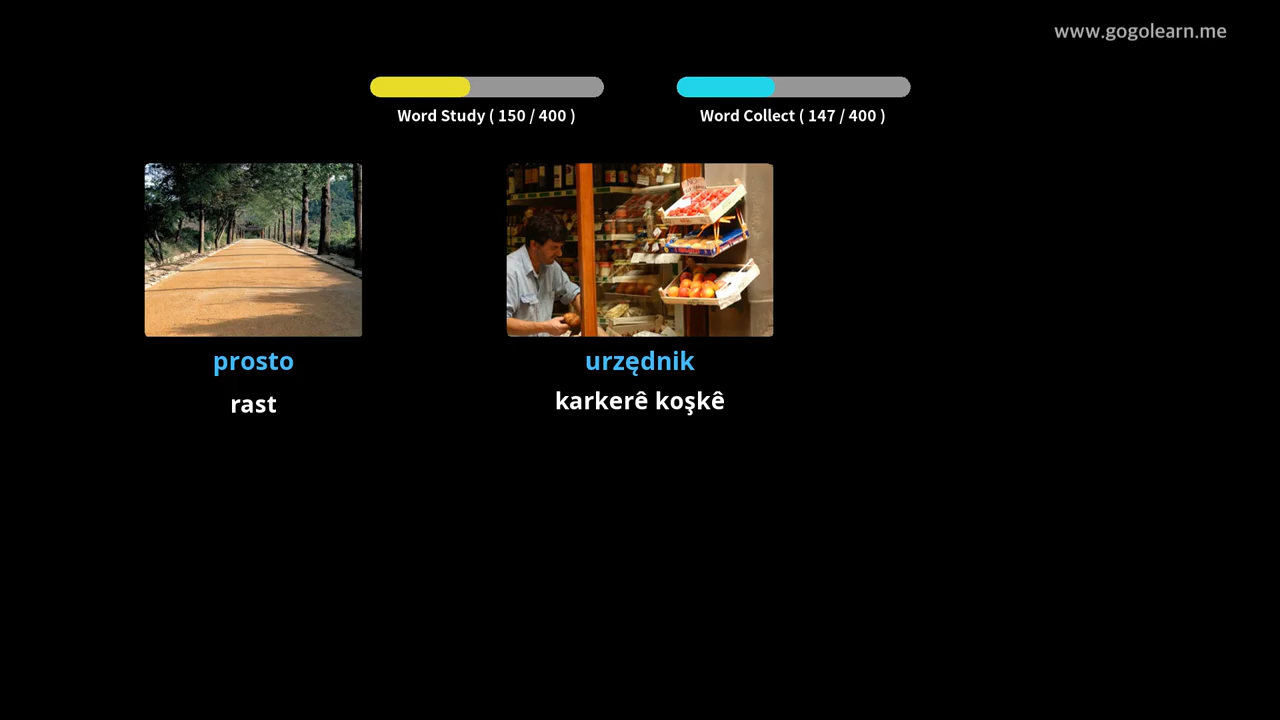 www.gogolearn.me
Word Study ( 150 / 400 )
Word Collect ( 147 / 400 )
prosto
rast
urzędnik
karkerê koşkê